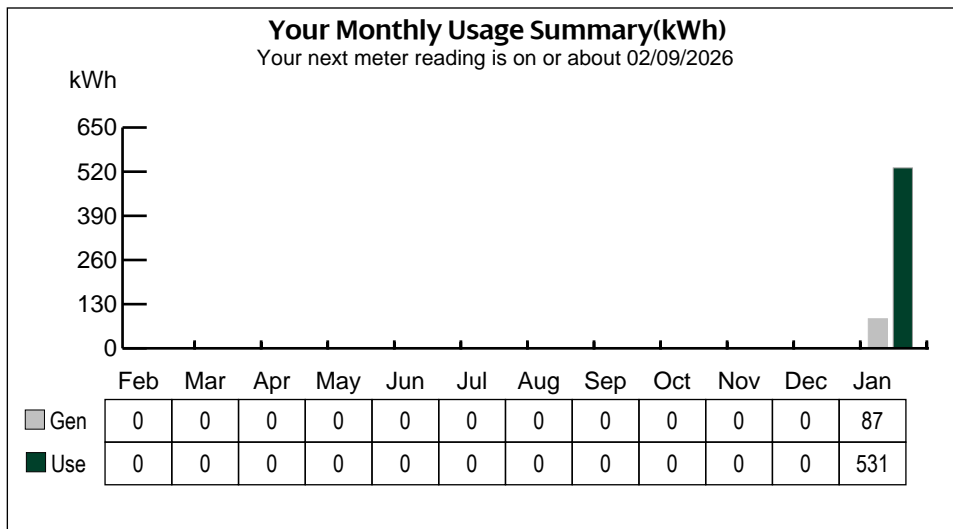 Your Monthly Usage Summary(kWh)
Your next meter reading is on or about 02/09/2026
kWh
650
520
390
260
130
0
Feb Mar Apr May Jun Jul Aug Sep Oct Nov Dec Jan
Gen 0 0 0 0 0 0 0 0 0 0 0 87
Use 0 0 0 0 0 0 0 0 0 0 0 531